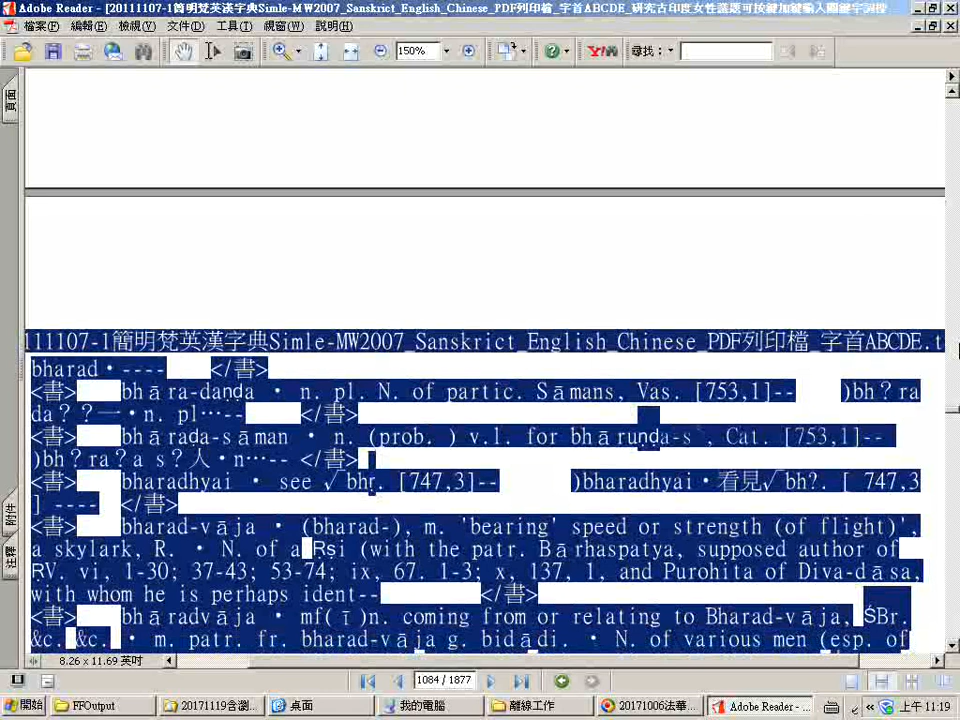 Adobe Reader - [20111107-1簡明梵英漢字典Simle-MW2007_Sanskrict_English_Chinese_PDF列印檔_字首ABCDE_研究古印度女性議題可按鍵加鍵輸入關鍵字詞搜
檔案(F) 編輯(E) 檢視(V) 文件(D) 工具(T) 視窗(W) 說明(H)
150% Y! 尋找:
頁面
111107-1簡明梵英漢字典Simle-MW2007_Sanskrict_English_Chinese_PDF列印檔_字首ABCDE.t
bharad‧---- </書>
<書> bhāra-daṇḍa ‧ n. pl. N. of partic. Sāmans, Vas. [753,1]-- )bh？ra
da？？一‧n. pl…-- </書>
<書> bhāraḍa-sāman ‧ n. (prob. ) v.l. for bhāruṇḍa-s˚, Cat. [753,1]--
)bh？ra？a s？人‧n…-- </書>
<書> bharadhyai ‧ see √bhṛ. [747,3]-- )bharadhyai‧看見√bh?. [ 747,3
] ---- </書>
附件
<書> bharad-vāja ‧ (bharad-), m. 'bearing' speed or strength (of flight)',
a skylark, R. ‧ N. of a Ṛṣi (with the patr. Bārhaspatya, supposed author of
注釋
RV. vi, 1-30; 37-43; 53-74; ix, 67. 1-3; x, 137, 1, and Purohita of Diva-dāsa,
with whom he is perhaps ident-- </書>
<書> bhāradvāja ‧ mf(ī)n. coming from or relating to Bharad-vāja, ŚBr.
&c. &c. ‧ m. patr. fr. bharad-vāja g. bidādi. ‧ N. of various men (esp. of
8.26 x 11.69 英吋
1084 / 1877
開始 FFOutput 20171119含瀏... 桌面 我的電腦 離線工作 20171006法華... Adobe Reader -... 上午 11:19